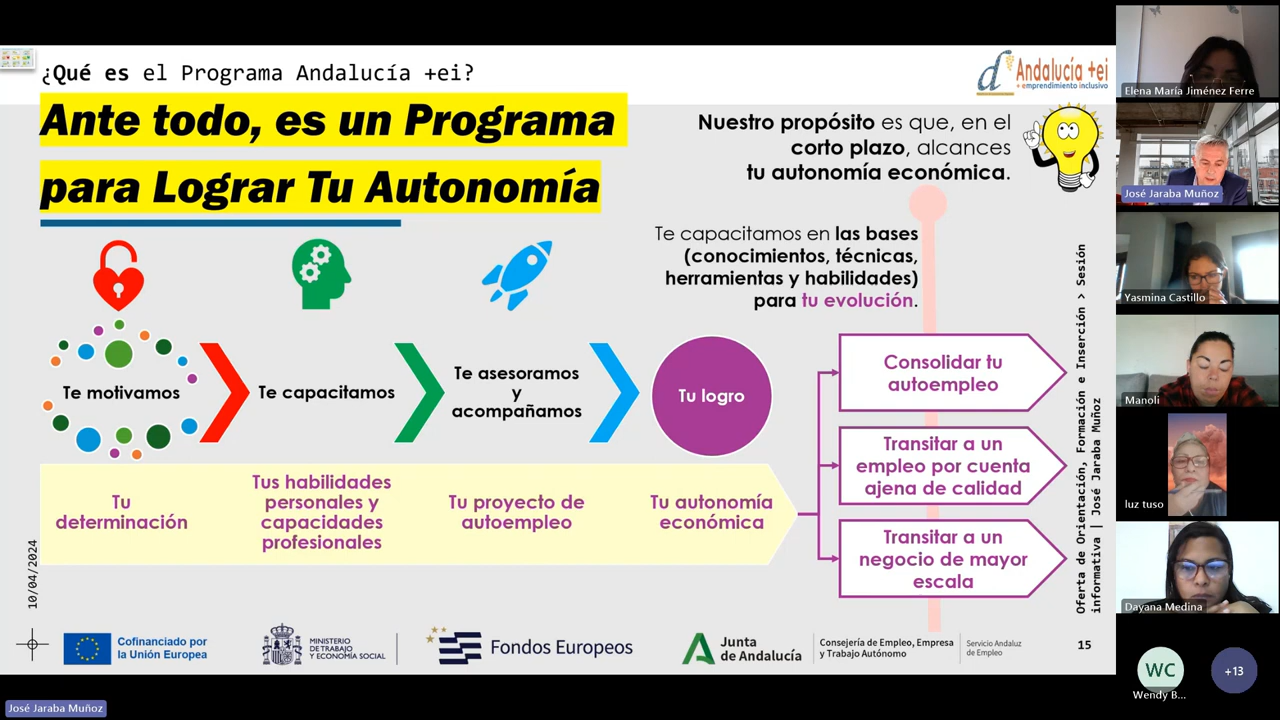 ¿Qué es el Programa Andalucía +ei?
Andalucía +ei
+ emprendimiento inclusivo
Ante todo, es un Programa
para Lograr Tu Autonomía
Nuestro propósito es que, en el
corto plazo, alcances
tu autonomía económica.
Te capacitamos en las bases
(conocimientos, técnicas,
herramientas y habilidades)
para tu evolución.
Te motivamos
Te capacitamos
Te asesoramos
y
acompañamos
Tu logro
Tu
determinación
Tus habilidades
personales y
capacidades
profesionales
Tu proyecto de
autoempleo
Tu autonomía
económica
Consolidar tu
autoempleo
Transitar a un
empleo por cuenta
ajena de calidad
Transitar a un
negocio de mayor
escala
Oferta de Orientación, Formación e Inserción > Sesión
informativa | José Jaraba Muñoz
10/04/2024
Cofinanciado por
la Unión Europea
MINISTERIO
DE TRABAJO
Y ECONOMÍA SOCIAL
Fondos Europeos
Junta
de Andalucía
Consejería de Empleo, Empresa
y Trabajo Autónomo
Servicio Andaluz
de Empleo
15
Elena María Jiménez Ferre
José Jaraba Muñoz
Yasmina Castillo
Manoli
luz tuso
Dayana Medina
WC
Wendy B...
+13
José Jaraba Muñoz